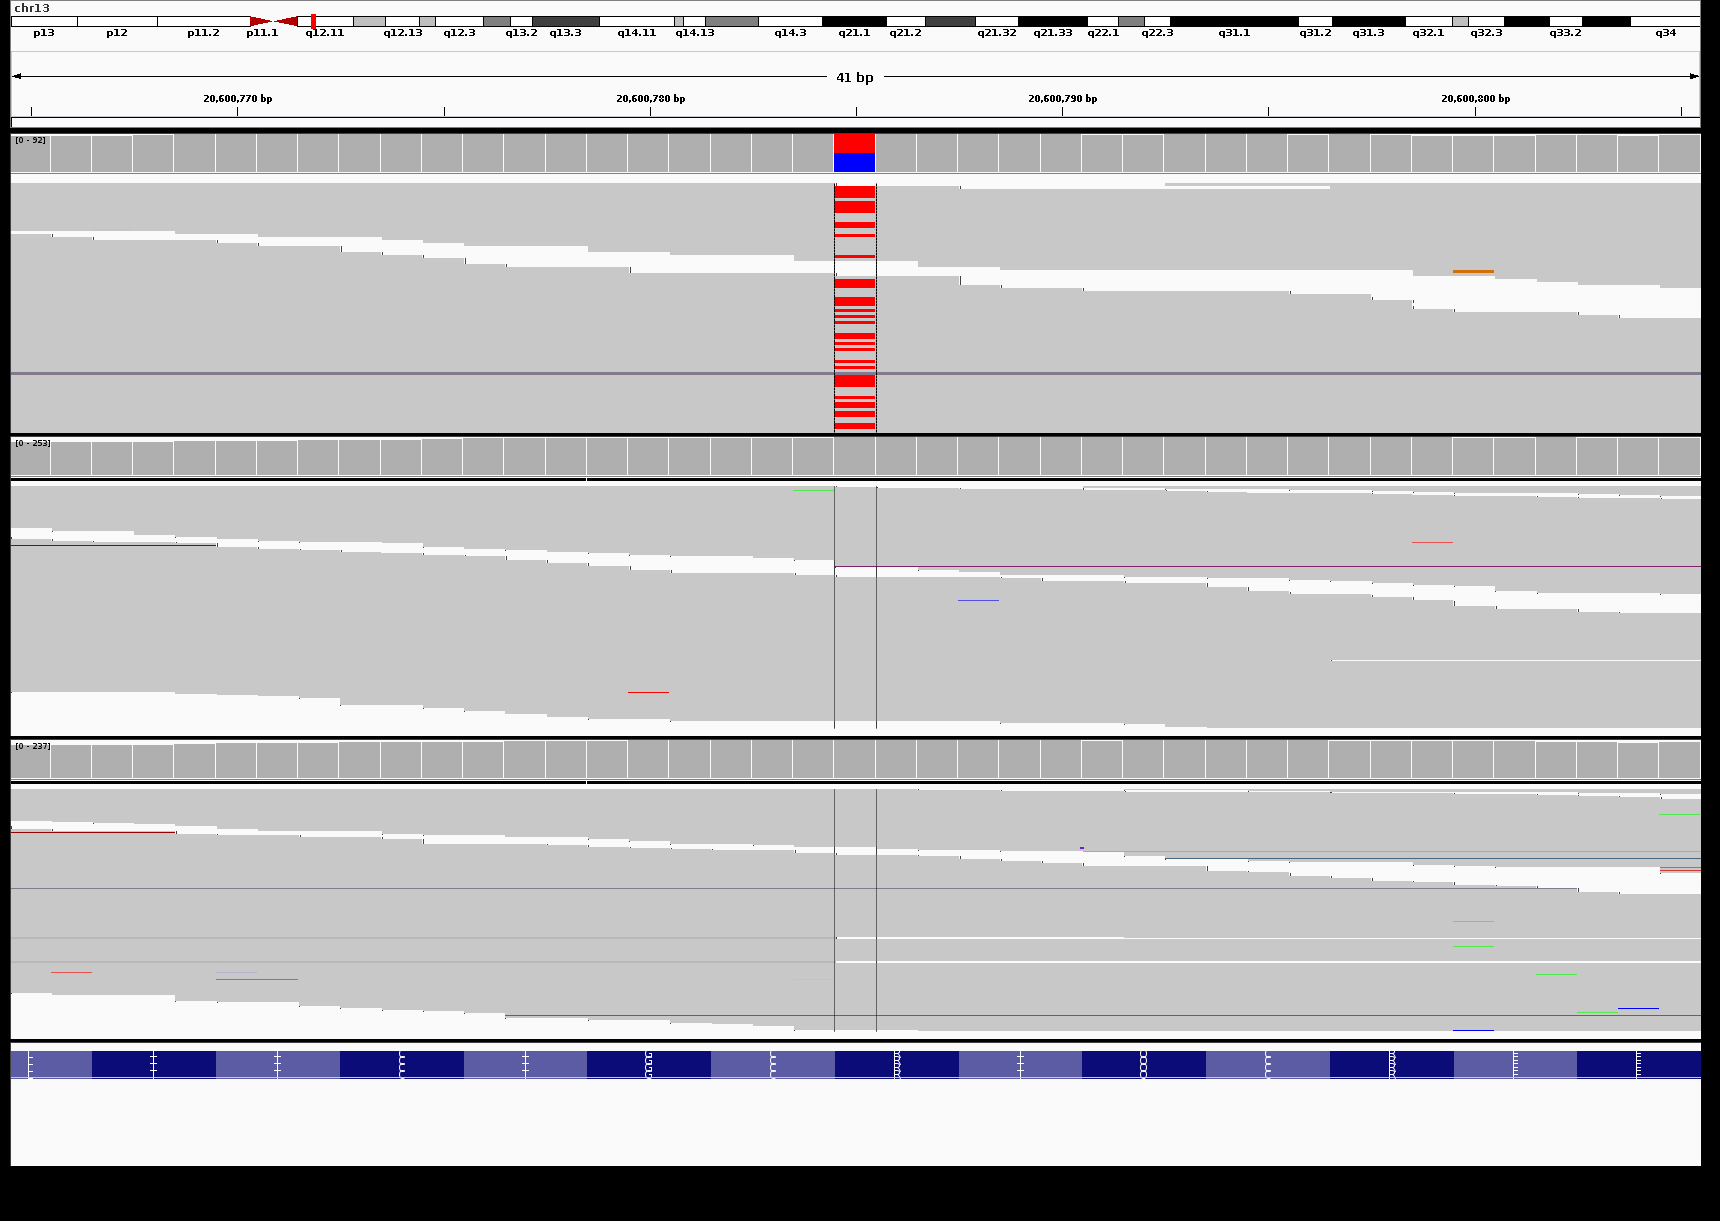 chr13
p13 p12 p11.2 p11.1 q12.11 q12.13 q12.3 q13.2 q13.3 q14.11 q14.13 q14.3 q21.1 q21.2 q21.32 q21.33 q22.1 q22.3 q31.1 q31.2 q31.3 q32.1 q32.3 q33.2 q34
41 bp
20,600,770 bp 20,600,780 bp 20,600,790 bp 20,600,800 bp
[0 - 92]
[0 - 253]
[0 - 237]